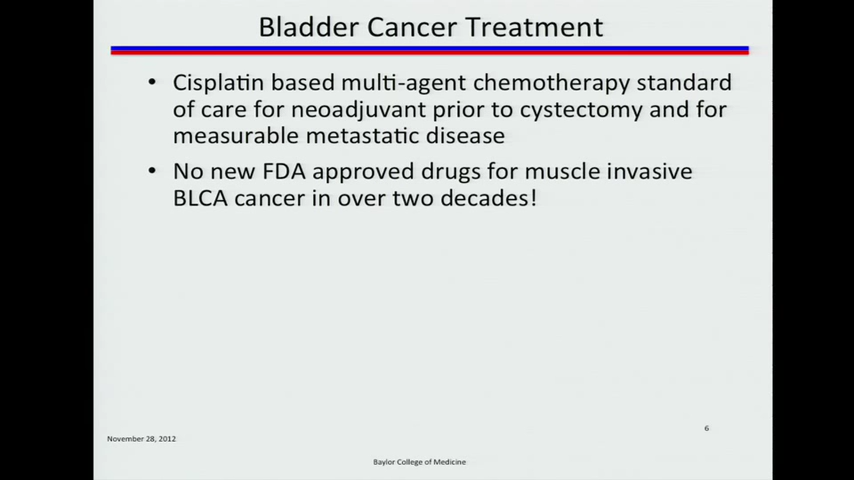 Bladder Cancer Treatment
• Cisplatin based multi-agent chemotherapy standard
of care for neoadjuvant prior to cystectomy and for
measurable metastatic disease
• No new FDA approved drugs for muscle invasive
BLCA cancer in over two decades!
6
November 28, 2012
Baylor College of Medicine